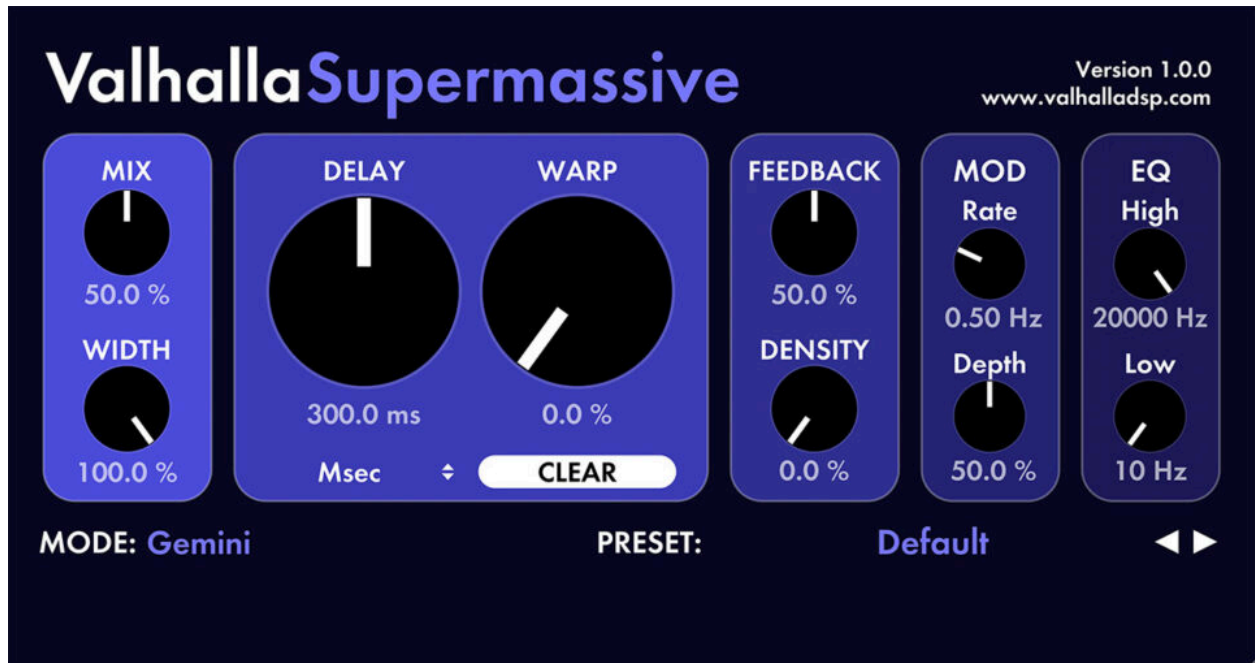 ValhallaSupermassive
Version 1.0.0
www.valhalladsp.com
MIX
50.0 %
WIDTH
100.0 %
DELAY
300.0 ms
Msec
WARP
0.0 %
CLEAR
FEEDBACK
50.0 %
DENSITY
0.0 %
MOD
Rate
0.50 Hz
Depth
50.0 %
EQ
High
20000 Hz
Low
10 Hz
MODE: Gemini
PRESET: Default